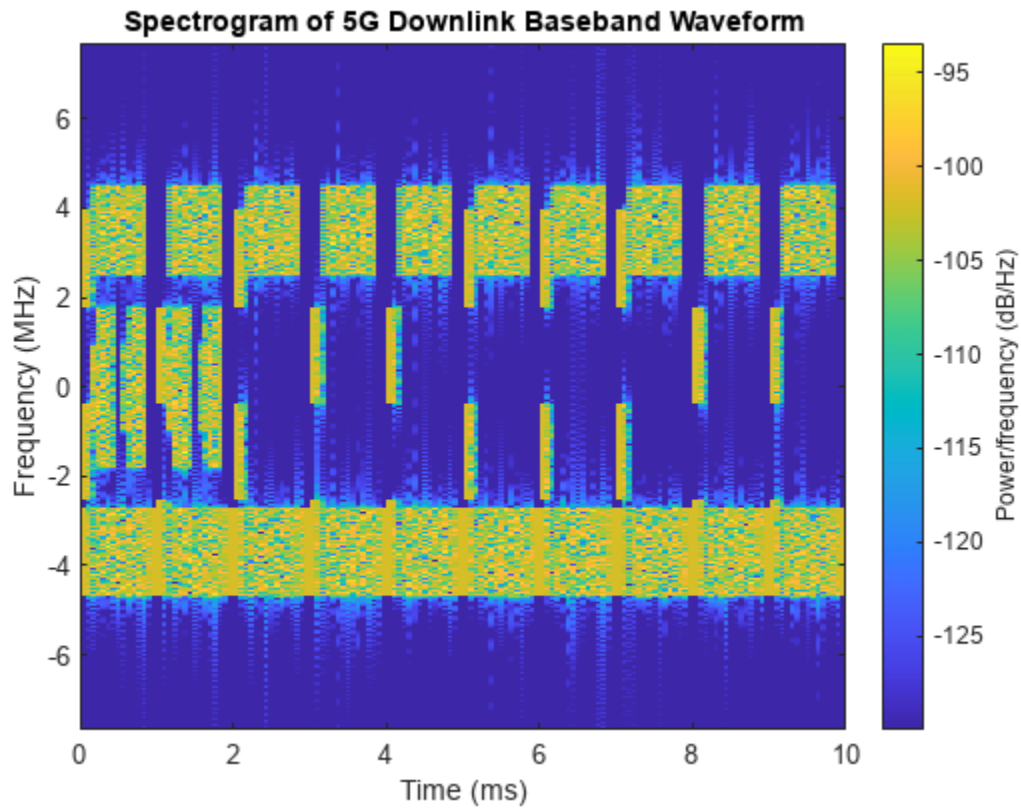 Spectrogram of 5G Downlink Baseband Waveform
6
4
2
0
-2
-4
-6
Frequency (MHz)
0 2 4 6 8 10
Time (ms)
-95
-100
-105
-110
-115
-120
-125
Power/frequency (dB/Hz)